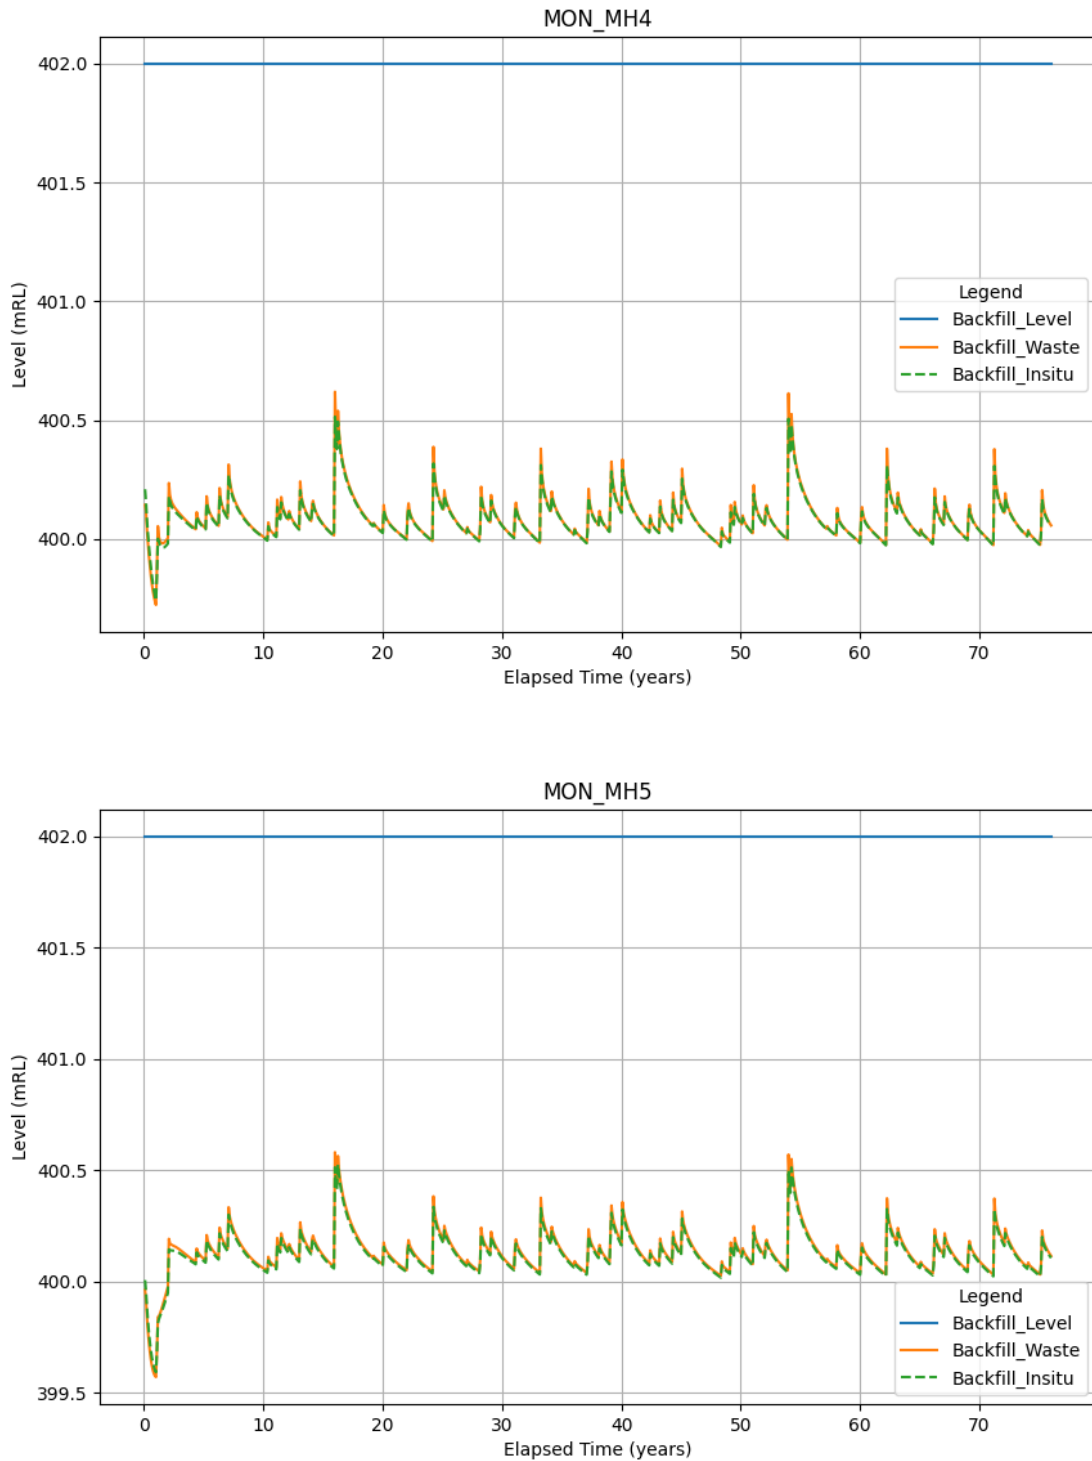 MON_MH4
402.0
401.5
401.0
400.5
400.0
Level (mRL)
Legend
Backfill_Level
Backfill_Waste
Backfill_Insitu
0 10 20 30 40 50 60 70
Elapsed Time (years)
MON_MH5
402.0
401.5
401.0
400.5
400.0
399.5
Level (mRL)
Legend
Backfill_Level
Backfill_Waste
Backfill_Insitu
0 10 20 30 40 50 60 70
Elapsed Time (years)